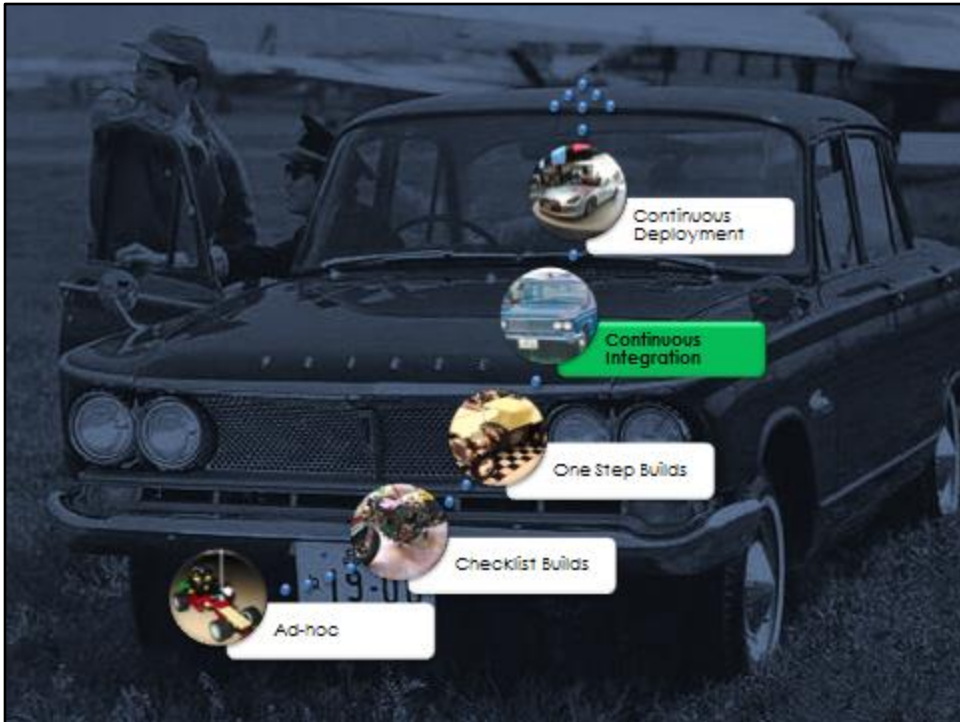 Continuous
Deployment
Continuous
Integration
One Step Builds
Checklist Builds
Ad-hoc